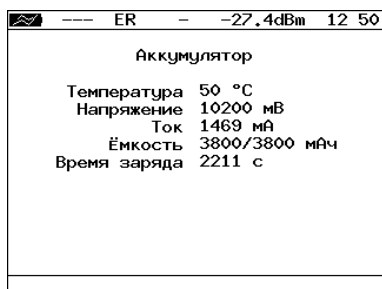 --- ER - -27.4dBm 12 50
Аккумулятор
Температура 50 °C
Напряжение 10200 мВ
Ток 1469 мА
Ёмкость 3800/3800 мАч
Время заряда 2211 с